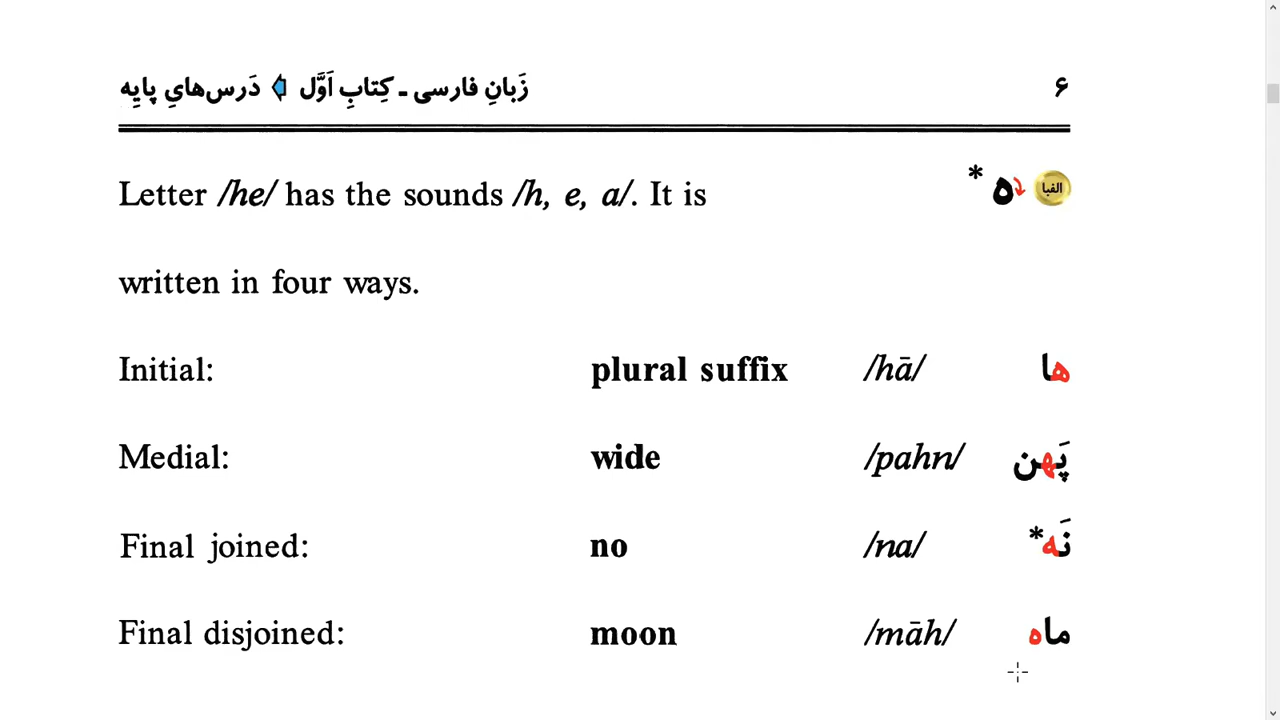 زَبانِ فارسی ـ کِتابِ اَوَّل دَرس‌هایِ پایِه ۶
Letter /he/ has the sounds /h, e, a/. It is ه * الفبا
written in four ways.
Initial: plural suffix /hā/ ها
Medial: wide /pahn/ پَهن
Final joined: no /na/ نَه*
Final disjoined: moon /māh/ ماه